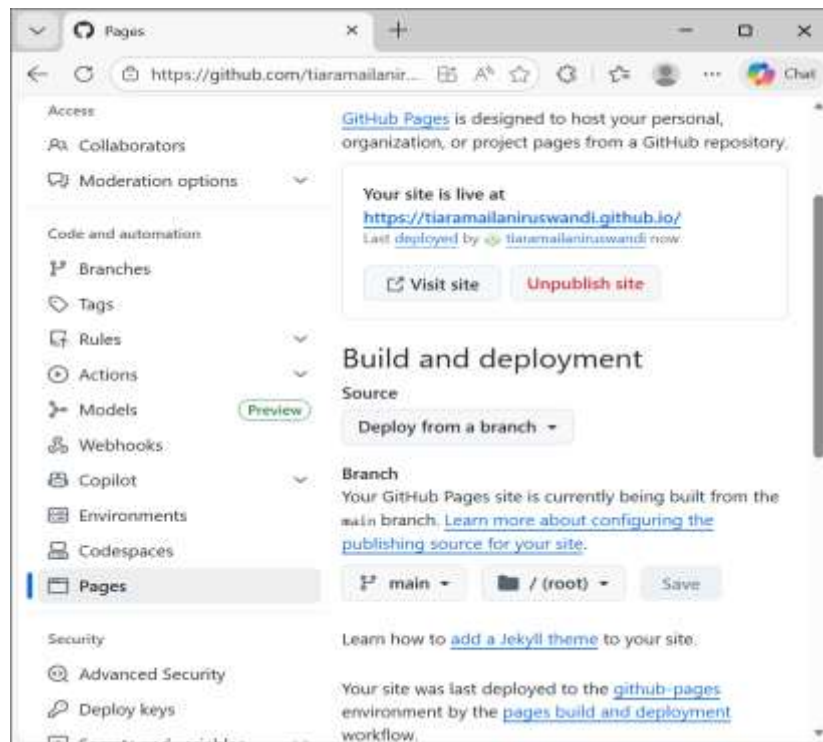 Pages
https://github.com/tiaramailanir...
Chat
Access
Collaborators
Moderation options
Code and automation
Branches
Tags
Rules
Actions
Models
Preview
Webhooks
Copilot
Environments
Codespaces
Pages
Security
Advanced Security
Deploy keys
GitHub Pages is designed to host your personal,
organization, or project pages from a GitHub repository.
Your site is live at
https://tiaramailaniruswandi.github.io/
Last deployed by tiaramailaniruswandi now
Visit site
Unpublish site
Build and deployment
Source
Deploy from a branch
Branch
Your GitHub Pages site is currently being built from the
main branch. Learn more about configuring the
publishing source for your site.
main
/ (root)
Save
Learn how to add a Jekyll theme to your site.
Your site was last deployed to the github-pages
environment by the pages build and deployment
workflow.